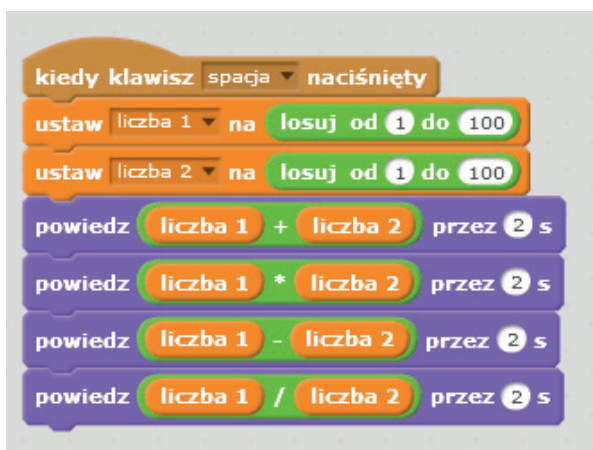 kiedy klawisz spacja naciśnięty
ustaw liczba 1 na losuj od 1 do 100
ustaw liczba 2 na losuj od 1 do 100
powiedz liczba 1 + liczba 2 przez 2 s
powiedz liczba 1 * liczba 2 przez 2 s
powiedz liczba 1 - liczba 2 przez 2 s
powiedz liczba 1 / liczba 2 przez 2 s